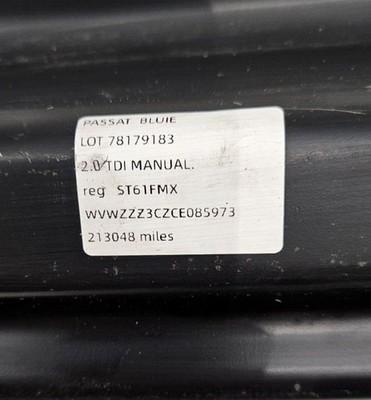 PASSAT BLUIE
LOT 78179183
2.0 TDI MANUAL.
reg ST61FMX
WVWZZZ3CZCE085973
213048 miles